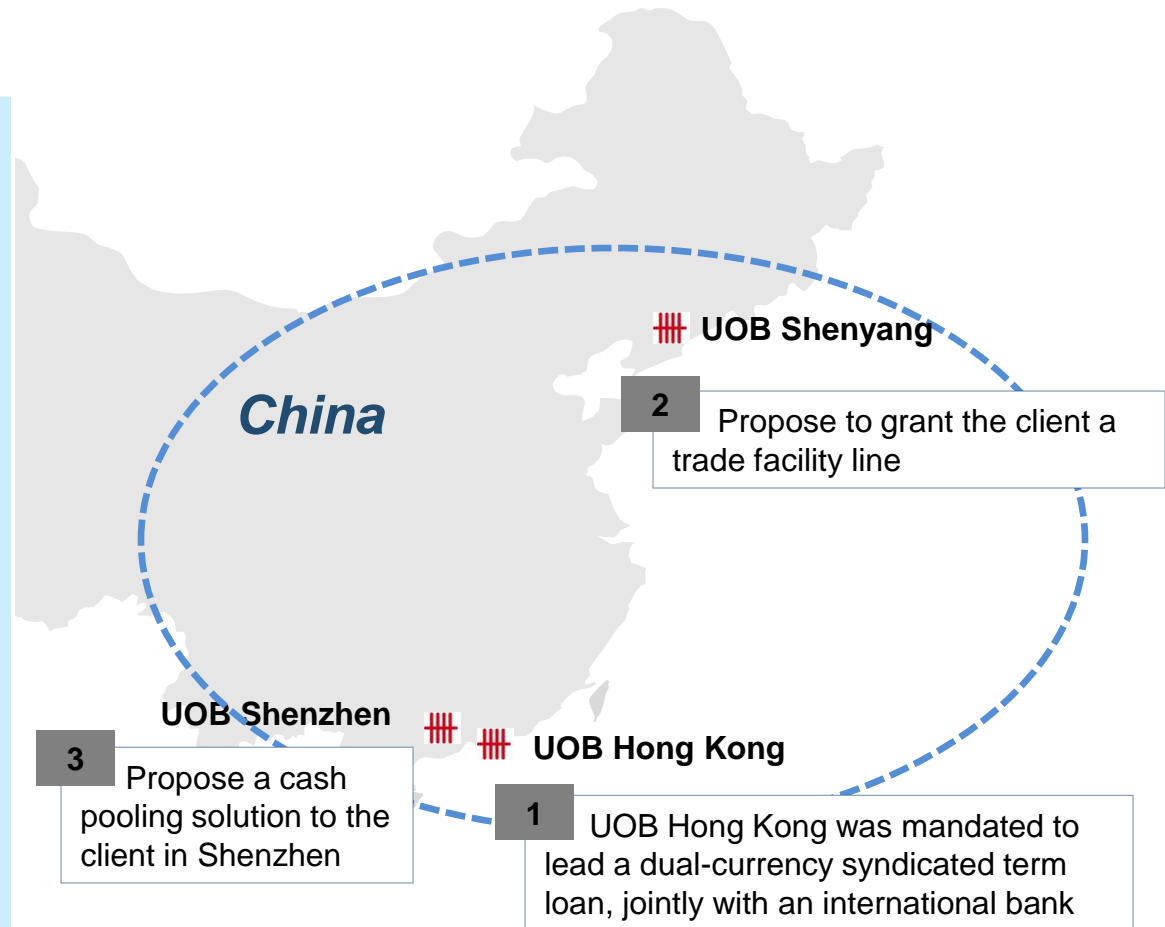 UOB Shenyang
China
2
Propose to grant the client a
trade facility line
UOB Shenzhen
UOB Hong Kong
3
Propose a cash
pooling solution to the
client in Shenzhen
1
UOB Hong Kong was mandated to
lead a dual-currency syndicated term
loan, jointly with an international bank